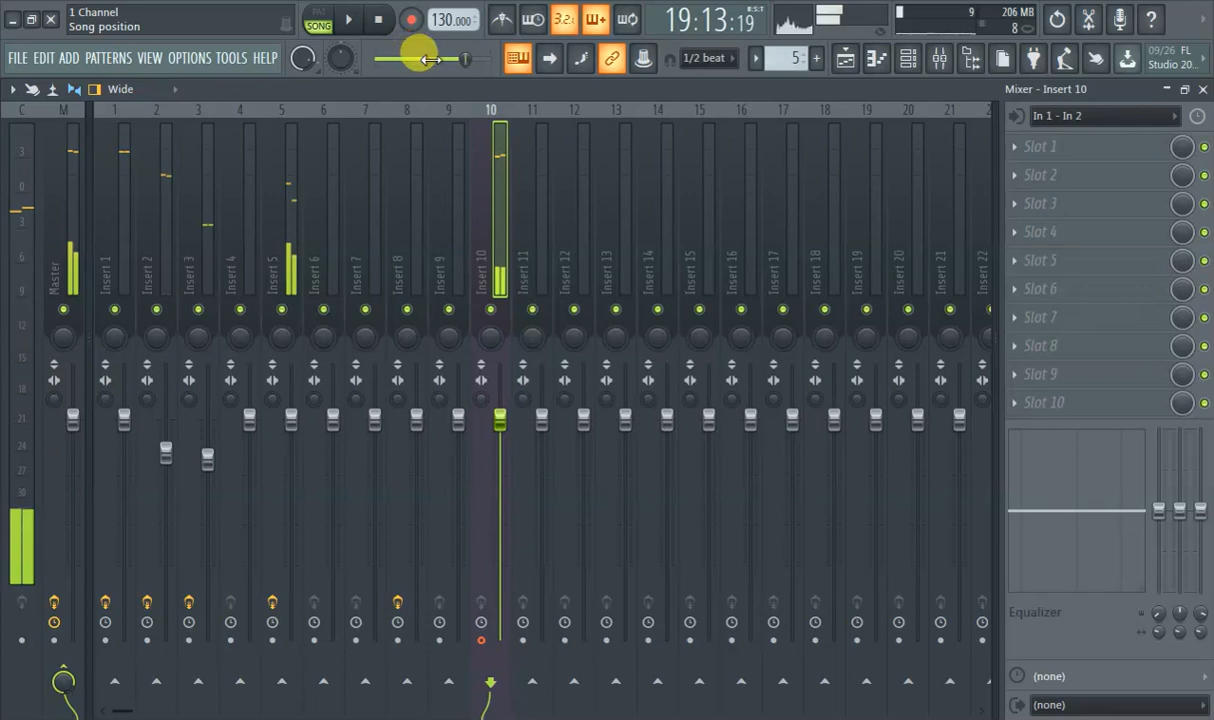 1 Channel
Song position
PAT
SONG
130.000
3.2.
19:13:19
9
206 MB
8
FILE EDIT ADD PATTERNS VIEW OPTIONS TOOLS HELP
1/2 beat
5
09/26 FL
Studio 20...
Wide
Mixer - Insert 10
C M 1 2 3 4 5 6 7 8 9 10 11 12 13 14 15 16 17 18 19 20 21 2
In 1 - In 2
3
0
3
6
9
12
15
18
21
24
27
30
Master
Insert 1
Insert 2
Insert 3
Insert 4
Insert 5
Insert 6
Insert 7
Insert 8
Insert 9
Insert 10
Insert 11
Insert 12
Insert 13
Insert 14
Insert 15
Insert 16
Insert 17
Insert 18
Insert 19
Insert 20
Insert 21
Insert 22
Slot 1
Slot 2
Slot 3
Slot 4
Slot 5
Slot 6
Slot 7
Slot 8
Slot 9
Slot 10
Equalizer
(none)
(none)